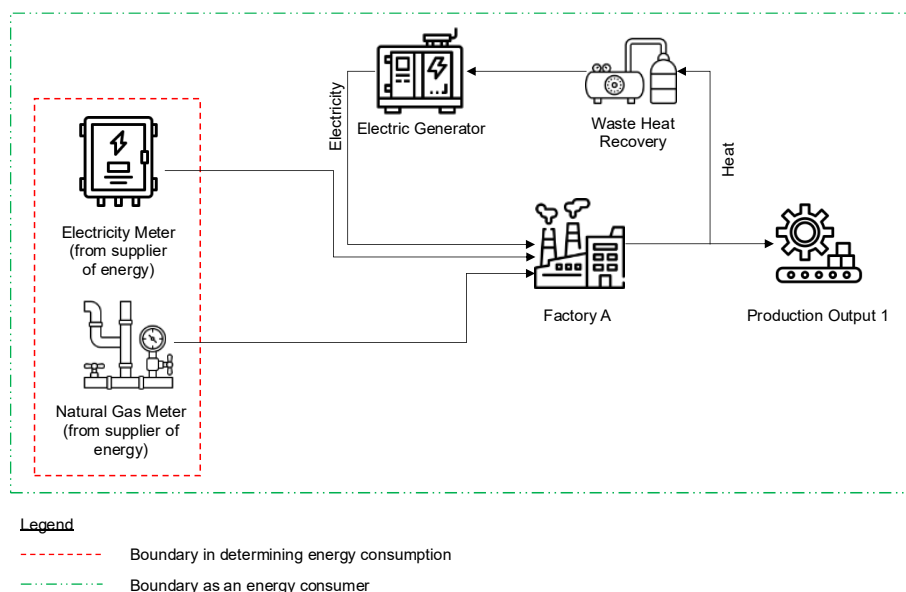 Electricity
Electric Generator
Waste Heat
Recovery
Heat
Electricity Meter
(from supplier
of energy)
Factory A
Production Output 1
Natural Gas Meter
(from supplier of
energy)
Legend
Boundary in determining energy consumption
Boundary as an energy consumer